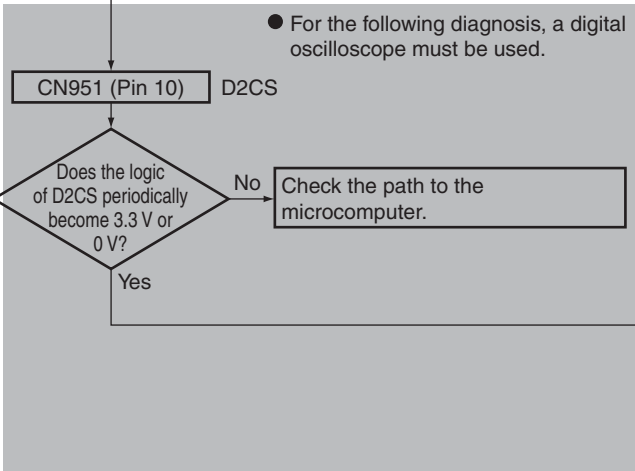 ● For the following diagnosis, a digital
oscilloscope must be used.
CN951 (Pin 10) D2CS
Does the logic
of D2CS periodically
become 3.3 V or
0 V?
No
Check the path to the
microcomputer.
Yes